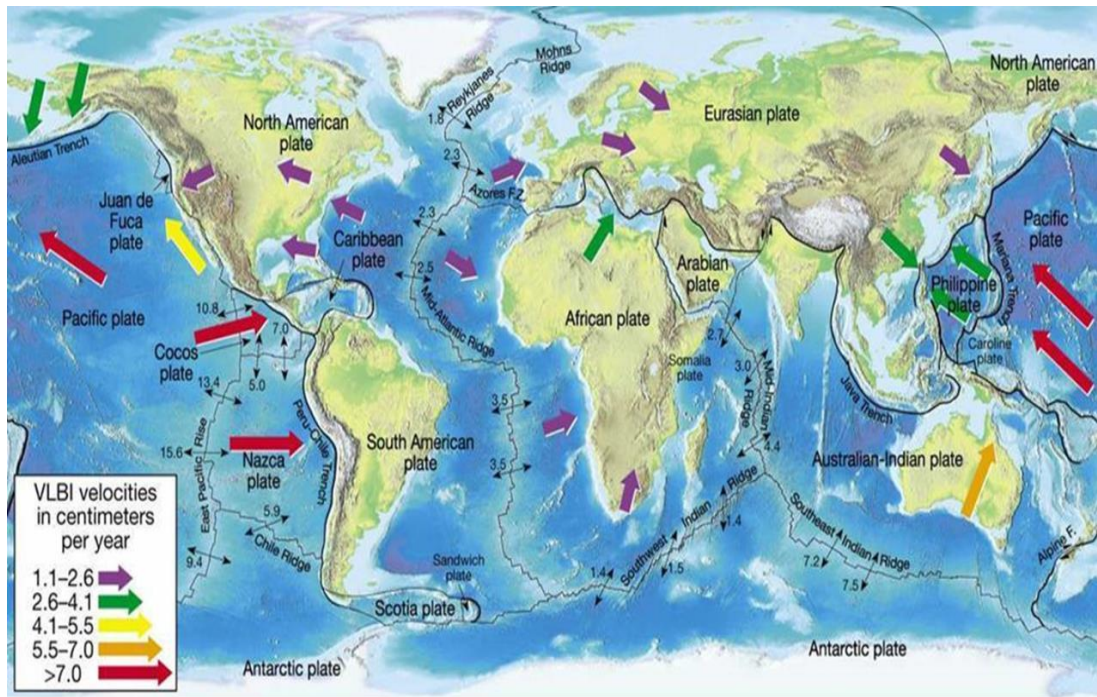 Mohns
Ridge
North American
plate
Reykjanes
Ridge
1.8
Eurasian plate
North American
plate
Aleutian Trench
2.3
Azores F.Z.
Juan de
Fuca
plate
2.3
Caribbean
plate
Pacific
plate
Mariana Trench
Arabian
plate
Philippine
plate
2.5
Mid-Atlantic Ridge
10.8
Pacific plate
7.0
African plate
2.7
Cocos
plate
Somalia
plate
3.0
Caroline
plate
13.4
5.0
Mid-Indian
Ridge
Java Trench
3.5
Peru-Chile Trench
15.6
East Pacific Rise
Nazca
plate
South American
plate
3.5
4.4
Australian-Indian plate
VLBI velocities
in centimeters
per year
1.1–2.6
2.6–4.1
4.1–5.5
5.5–7.0
>7.0
5.9
Chile Ridge
9.4
Sandwich
plate
Scotia plate
1.4
Southwest Indian Ridge
1.5
1.4
Southeast Indian Ridge
7.2
7.5
Alpine F.
Antarctic plate
Antarctic plate